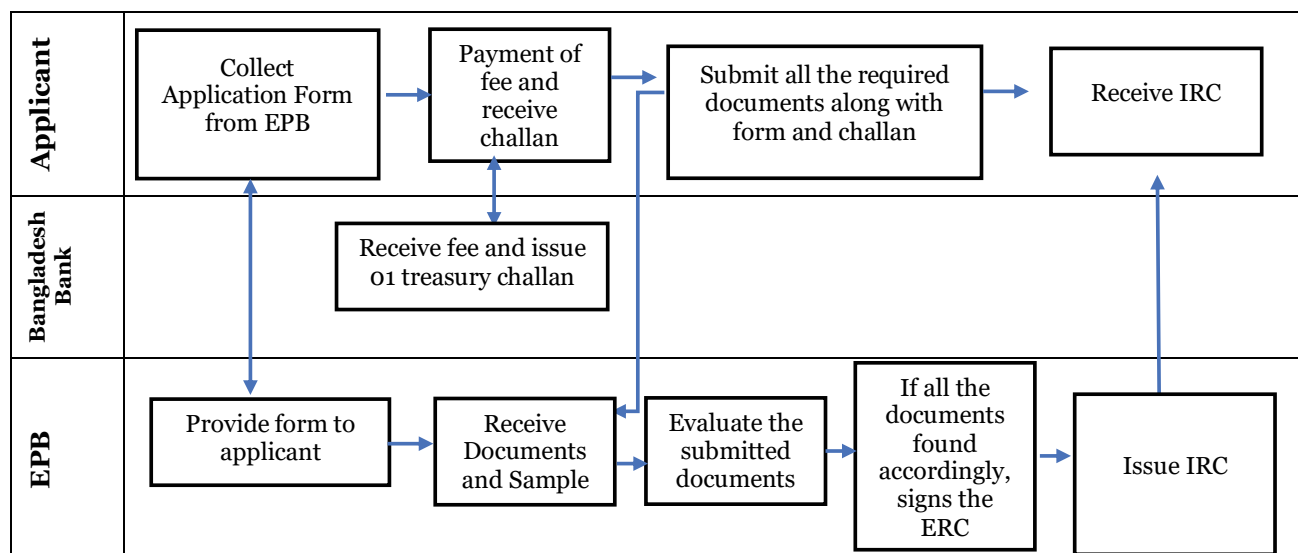 Applicant
Collect
Application Form
from EPB
Payment of
fee and
receive
challan
Submit all the required
documents along with
form and challan
Receive IRC
Bangladesh
Bank
Receive fee and issue
01 treasury challan
EPB
Provide form to
applicant
Receive
Documents
and Sample
Evaluate the
submitted
documents
If all the
documents
found
accordingly,
signs the
ERC
Issue IRC